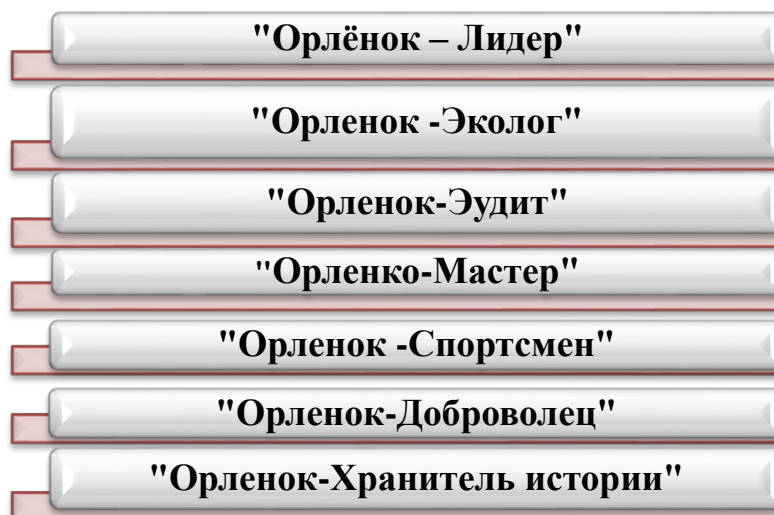 "Орлёнок – Лидер"
"Орленок -Эколог"
"Орленок-Эудит"
"Орленко-Мастер"
"Орленок -Спортсмен"
"Орленок-Доброволец"
"Орленок-Хранитель истории"